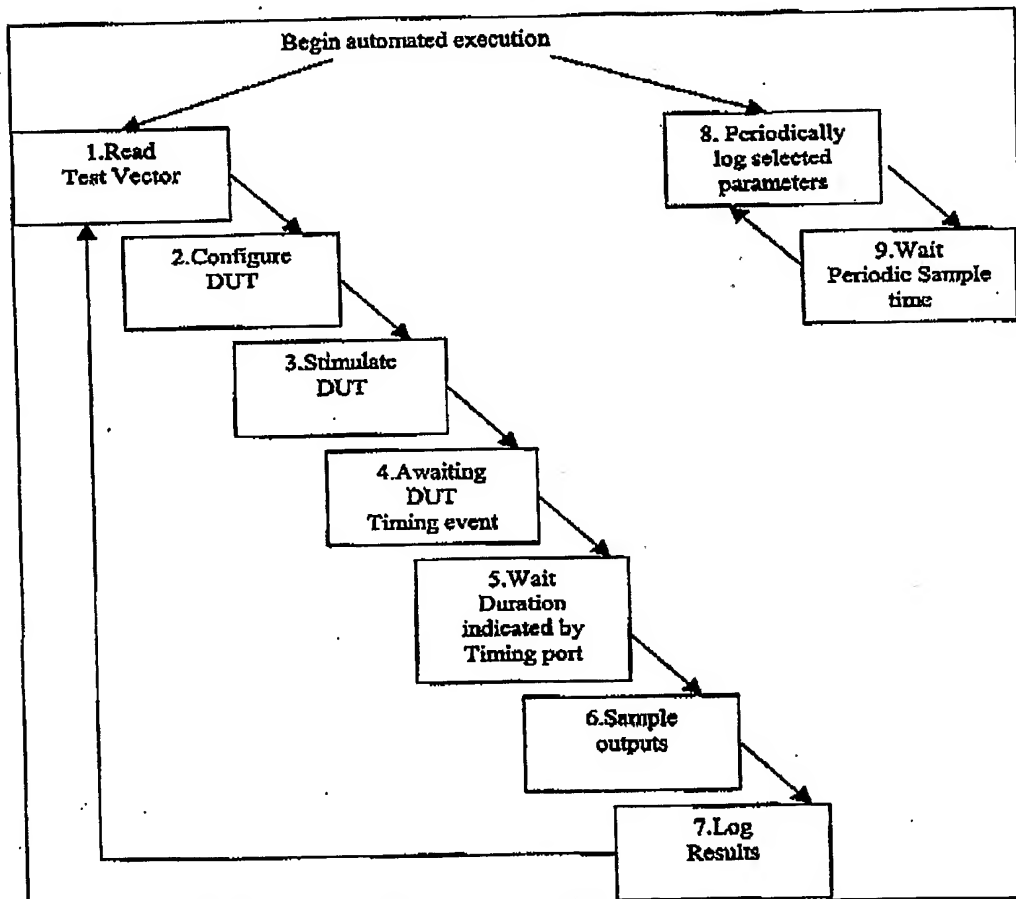 Begin automated execution
1.Read
Test Vector
2.Configure
DUT
3.Stimulate
DUT
4.Awaiting
DUT
Timing event
5.Wait
Duration
indicated by
Timing port
6.Sample
outputs
7.Log
Results
8. Periodically
log selected
parameters
9.Wait
Periodic Sample
time